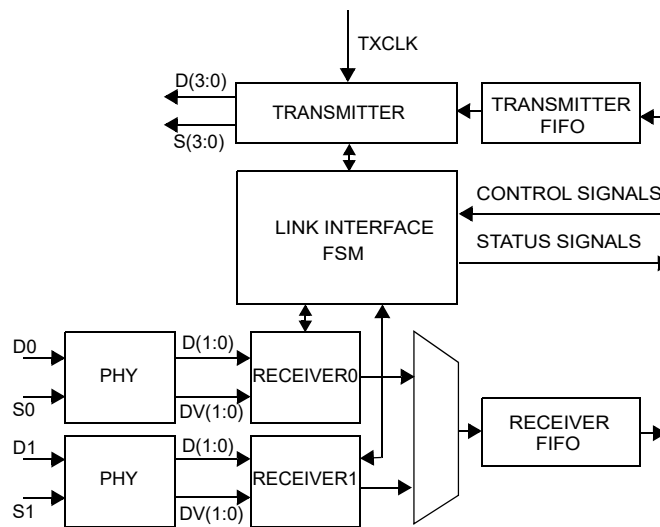 TXCLK
D(3:0)
S(3:0)
TRANSMITTER
TRANSMITTER
FIFO
LINK INTERFACE
FSM
CONTROL SIGNALS
STATUS SIGNALS
D0
S0
PHY
D(1:0)
DV(1:0)
RECEIVER0
D1
S1
PHY
D(1:0)
DV(1:0)
RECEIVER1
RECEIVER
FIFO